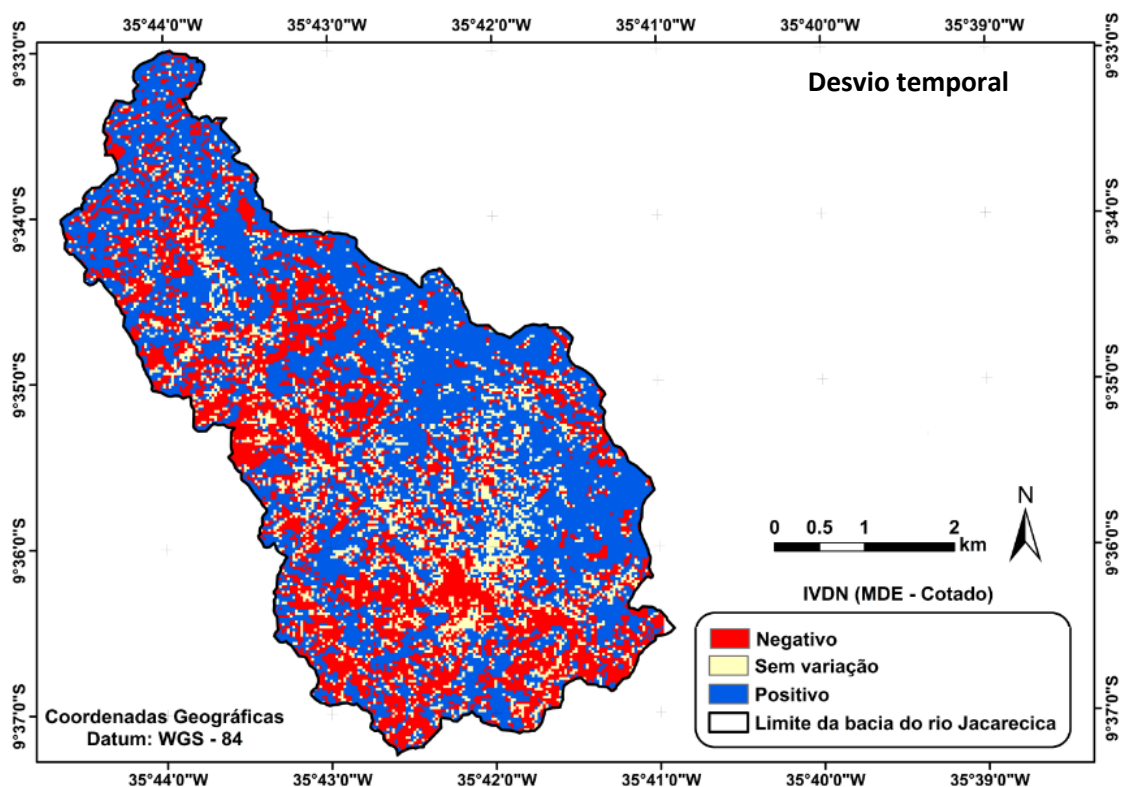 35°44'0"W 35°43'0"W 35°42'0"W 35°41'0"W 35°40'0"W 35°39'0"W
Desvio temporal
9°33'0"S 9°33'0"S
9°34'0"S 9°34'0"S
9°35'0"S 9°35'0"S
9°36'0"S 9°36'0"S
9°37'0"S 9°37'0"S
N
0 0.5 1 2
km
IVDN (MDE - Cotado)
Negativo
Sem variação
Positivo
Limite da bacia do rio Jacarecica
Coordenadas Geográficas
Datum: WGS - 84
35°44'0"W 35°43'0"W 35°42'0"W 35°41'0"W 35°40'0"W 35°39'0"W